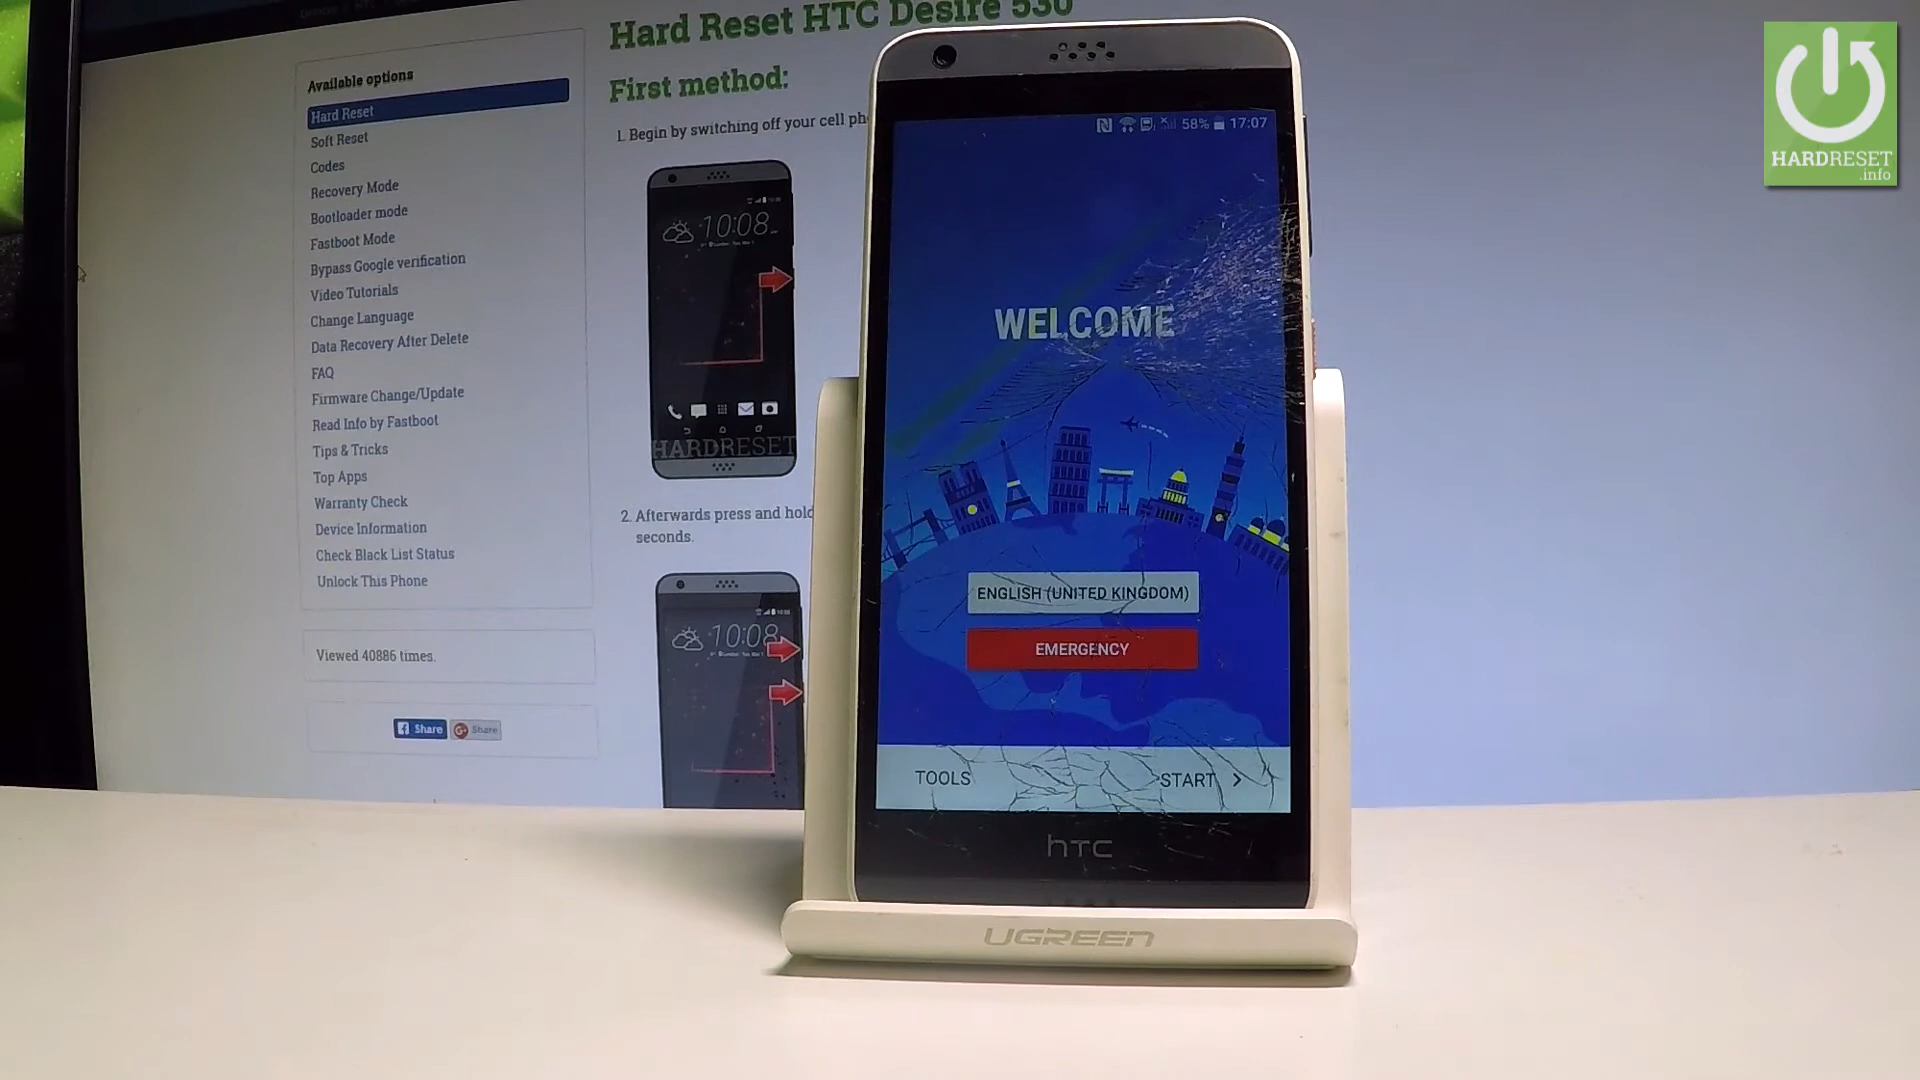 Hard Reset HTC Desire 530
First method:
1. Begin by switching off your cell
10:08
HARDRESET
2. Afterwards press and hold
seconds.
10:08
Available options
Hard Reset
Soft Reset
Codes
Recovery Mode
Bootloader mode
Fastboot Mode
Bypass Google verification
Video Tutorials
Change Language
Data Recovery After Delete
FAQ
Firmware Change/Update
Read Info by Fastboot
Tips & Tricks
Top Apps
Warranty Check
Device Information
Check Black List Status
Unlock This Phone
Viewed 40886 times.
Share
Share
58% 17:07
WELCOME
ENGLISH (UNITED KINGDOM)
EMERGENCY
TOOLS
START
hTC
UGREEN
HARDRESET
.info